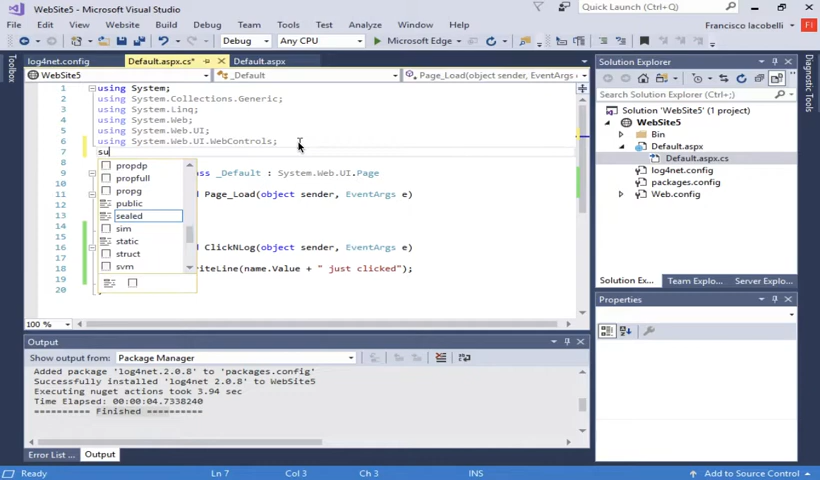 WebSite5 - Microsoft Visual Studio
Quick Launch (Ctrl+Q)
File Edit View Website Build Debug Team Tools Test Analyze Window Help
Francisco Iacobelli
Debug Any CPU Microsoft Edge
Toolbox
log4net.config Default.aspx.cs* Default.aspx
WebSite5 _Default Page_Load(object sender, EventArgs e)
1 using System;
2 using System.Collections.Generic;
3 using System.Linq;
4 using System.Web;
5 using System.Web.UI;
6 using System.Web.UI.WebControls;
7 su
8
9 ss _Default : System.Web.UI.Page
10
11 d Page_Load(object sender, EventArgs e)
12
13
14
15
16 d ClickNLog(object sender, EventArgs e)
17
18 riteLine(name.Value + " just clicked");
19
20
propdp
propfull
propg
public
sealed
sim
static
struct
svm
100 %
Output
Show output from: Package Manager
Added package 'log4net.2.0.8' to 'packages.config'
Successfully installed 'log4net 2.0.8' to WebSite5
Executing nuget actions took 3.94 sec
Time Elapsed: 00:00:04.7338240
========== Finished ==========
Error List ... Output
Solution Explorer
Search Solution Explorer (Ctrl+;)
Solution 'WebSite5' (1 project)
WebSite5
Bin
Default.aspx
Default.aspx.cs
log4net.config
packages.config
Web.config
Solution Ex... Team Explo... Server Explo...
Properties
Diagnostic Tools
Ready Ln 7 Col 3 Ch 3 INS Add to Source Control